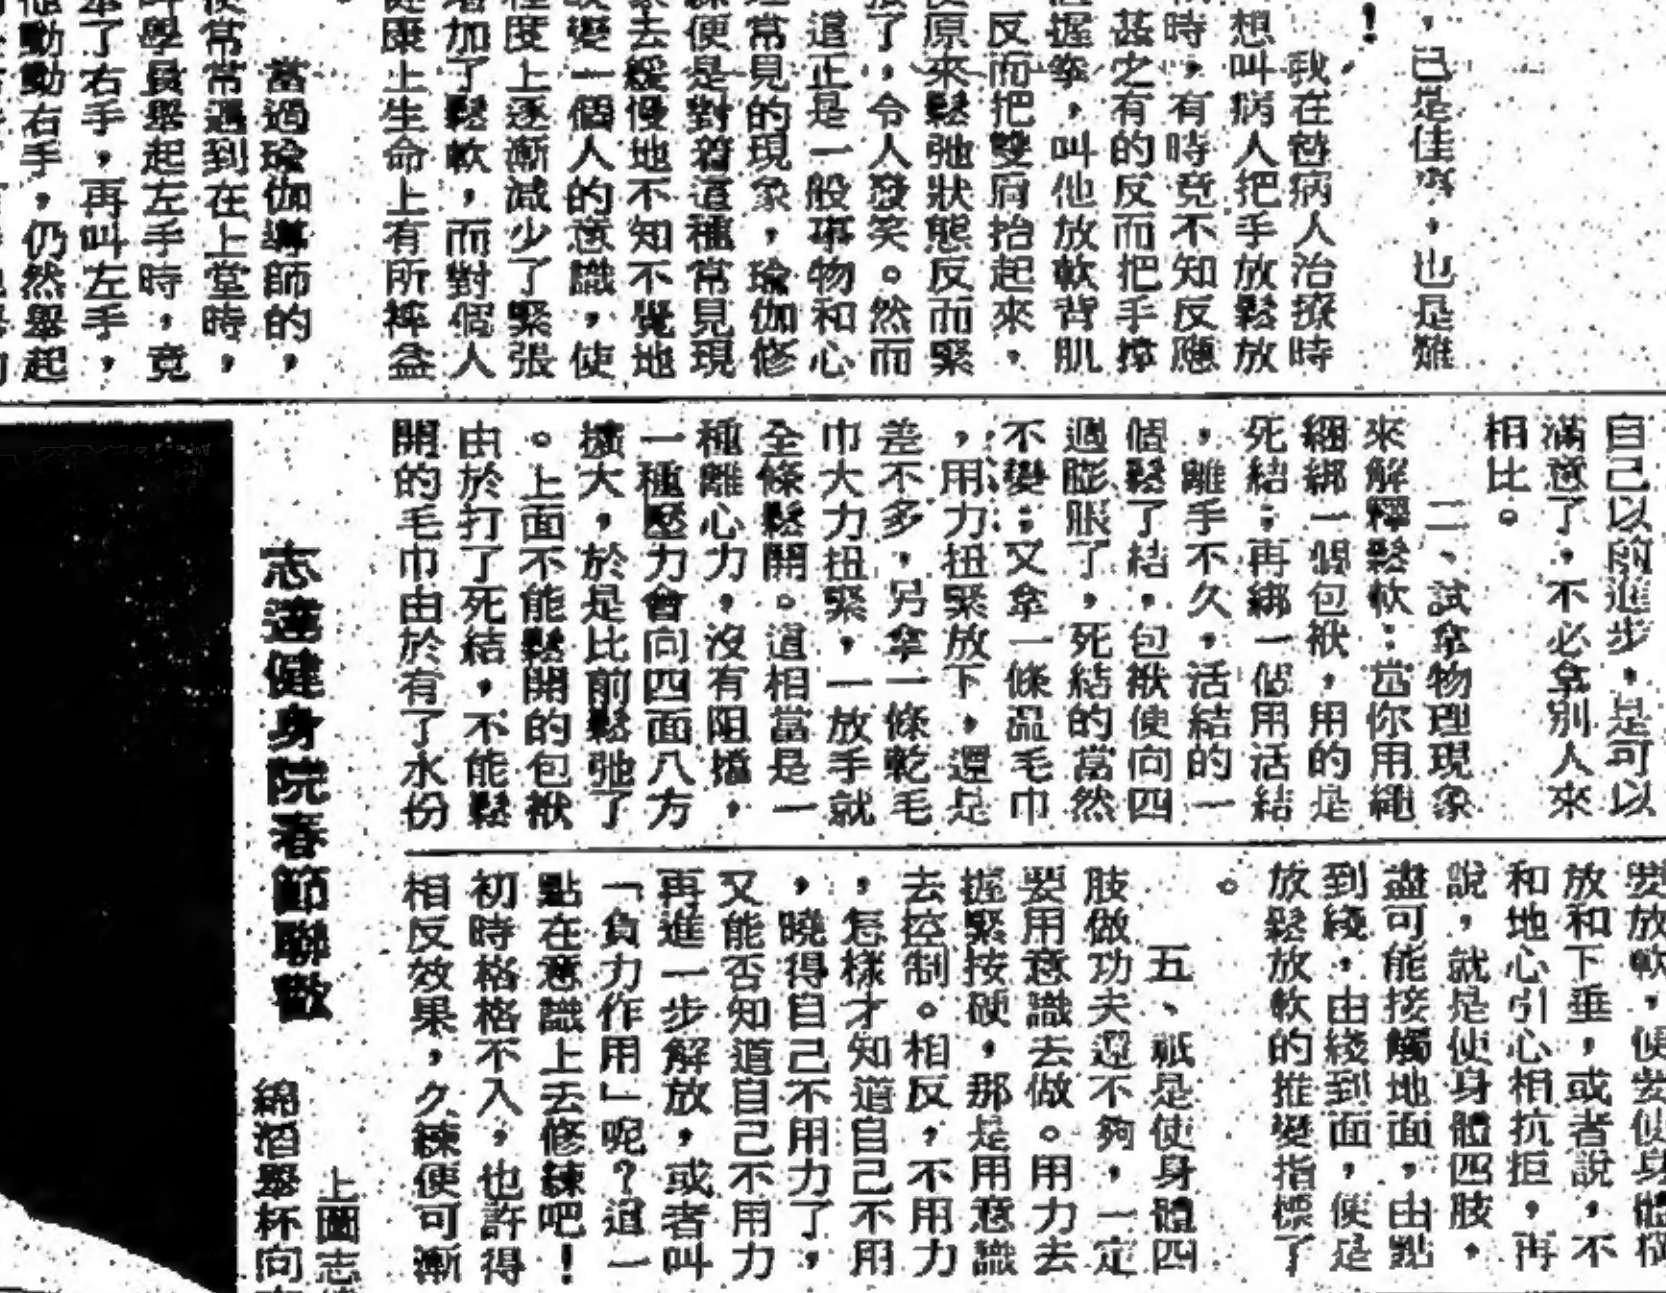 ，已是佳
，也是難
！
我在替病人治療時
想叫病人把手放鬆放
時，有時竟不知反應
甚之有的反而把手撐
握拳，叫他放軟背肌
反而把雙肩抬起來，
原來鬆弛狀態反而緊
了，令人發笑。然而
這正是一般事物和心
常見的現象，瑜伽修
便是對着這種常見現
去緩慢地不知不覺地
變一個人的意識，使
程度上逐漸減少了緊張
增加了鬆軟，而對個人
健康上生命上有所裨益
當過瑜伽導師的，
常常遇到在上堂時，
學員舉起左手時，竟
了右手，再叫左手，
他動動右手，仍然舉起
自己以前進步，是可以
滿意了，不必拿別人來
相比。
二、試拿物理現象
來解釋鬆軟：當你用繩
綑綁一個包袱，用的是
死結；再綁一個用活結
，離手不久，活結的一
個鬆了結，包袱便向四
週膨脹了，死結的當然
不變；又拿一條品毛巾
，用力扭緊放下，還是
差不多，另拿一條乾毛
巾大力扭緊，一放手就
全條鬆開。這相當是一
種離心力，沒有阻擋，
一種壓力會向四面八方
擴大，於是比前鬆弛了
。上面不能鬆開的包袱
由於打了死結，不能鬆
開的毛巾由於有了水份
變放軟，便要使身體
放和下垂，或者說，不
和地心引心相抗拒，再
說，就是使身體四肢，
盡可能接觸地面，由點
到綫，由綫到面，便是
放鬆放軟的推變指標了
。
五、祇是使身體四
肢做功夫還不夠，一定
要用意識去做。用力去
握緊按硬，那是用意識
去控制。相反，不用力
，怎樣才知道自己不用
，曉得自己不用力了，
又能否知道自己不用力
再進一步解放，或者叫
「負力作用」呢？這一
點在意識上去修練吧！
初時格格不入，也許得
相反效果，久練便可漸
志達健身院春節聯歡
上圖志
綿酒舉杯向